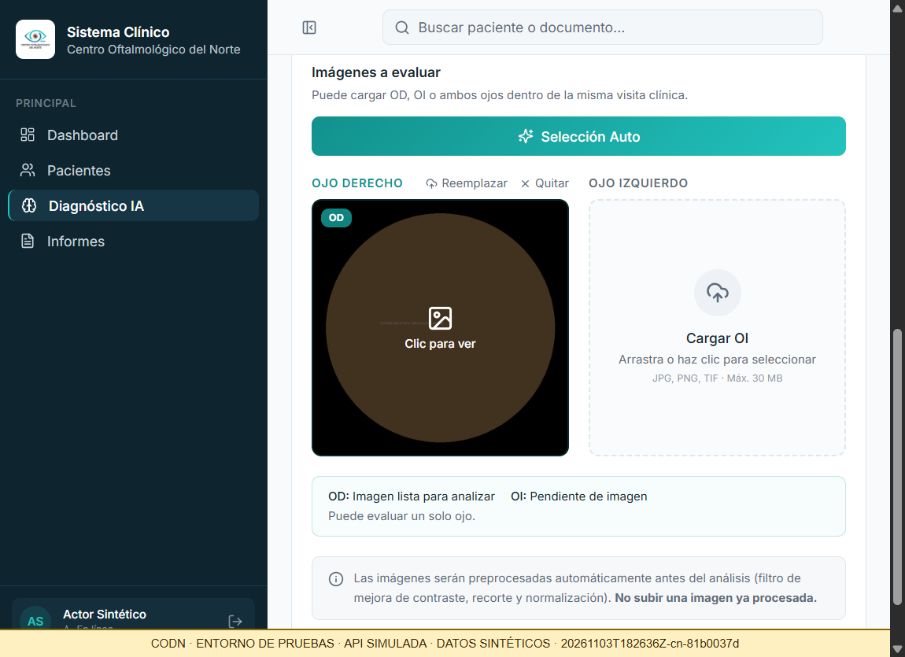 Sistema Clínico
Centro Oftalmológico del Norte
PRINCIPAL
Dashboard
Pacientes
Diagnóstico IA
Informes
AS
Actor Sintético
Buscar paciente o documento...
Imágenes a evaluar
Puede cargar OD, OI o ambos ojos dentro de la misma visita clínica.
Selección Auto
OJO DERECHO Reemplazar Quitar OJO IZQUIERDO
OD
Clic para ver
Cargar OI
Arrastra o haz clic para seleccionar
JPG, PNG, TIF · Máx. 30 MB
OD: Imagen lista para analizar OI: Pendiente de imagen
Puede evaluar un solo ojo.
Las imágenes serán preprocesadas automáticamente antes del análisis (filtro de
mejora de contraste, recorte y normalización). No subir una imagen ya procesada.
CODN · ENTORNO DE PRUEBAS · API SIMULADA · DATOS SINTÉTICOS · 20261103T182636Z-cn-81b0037d